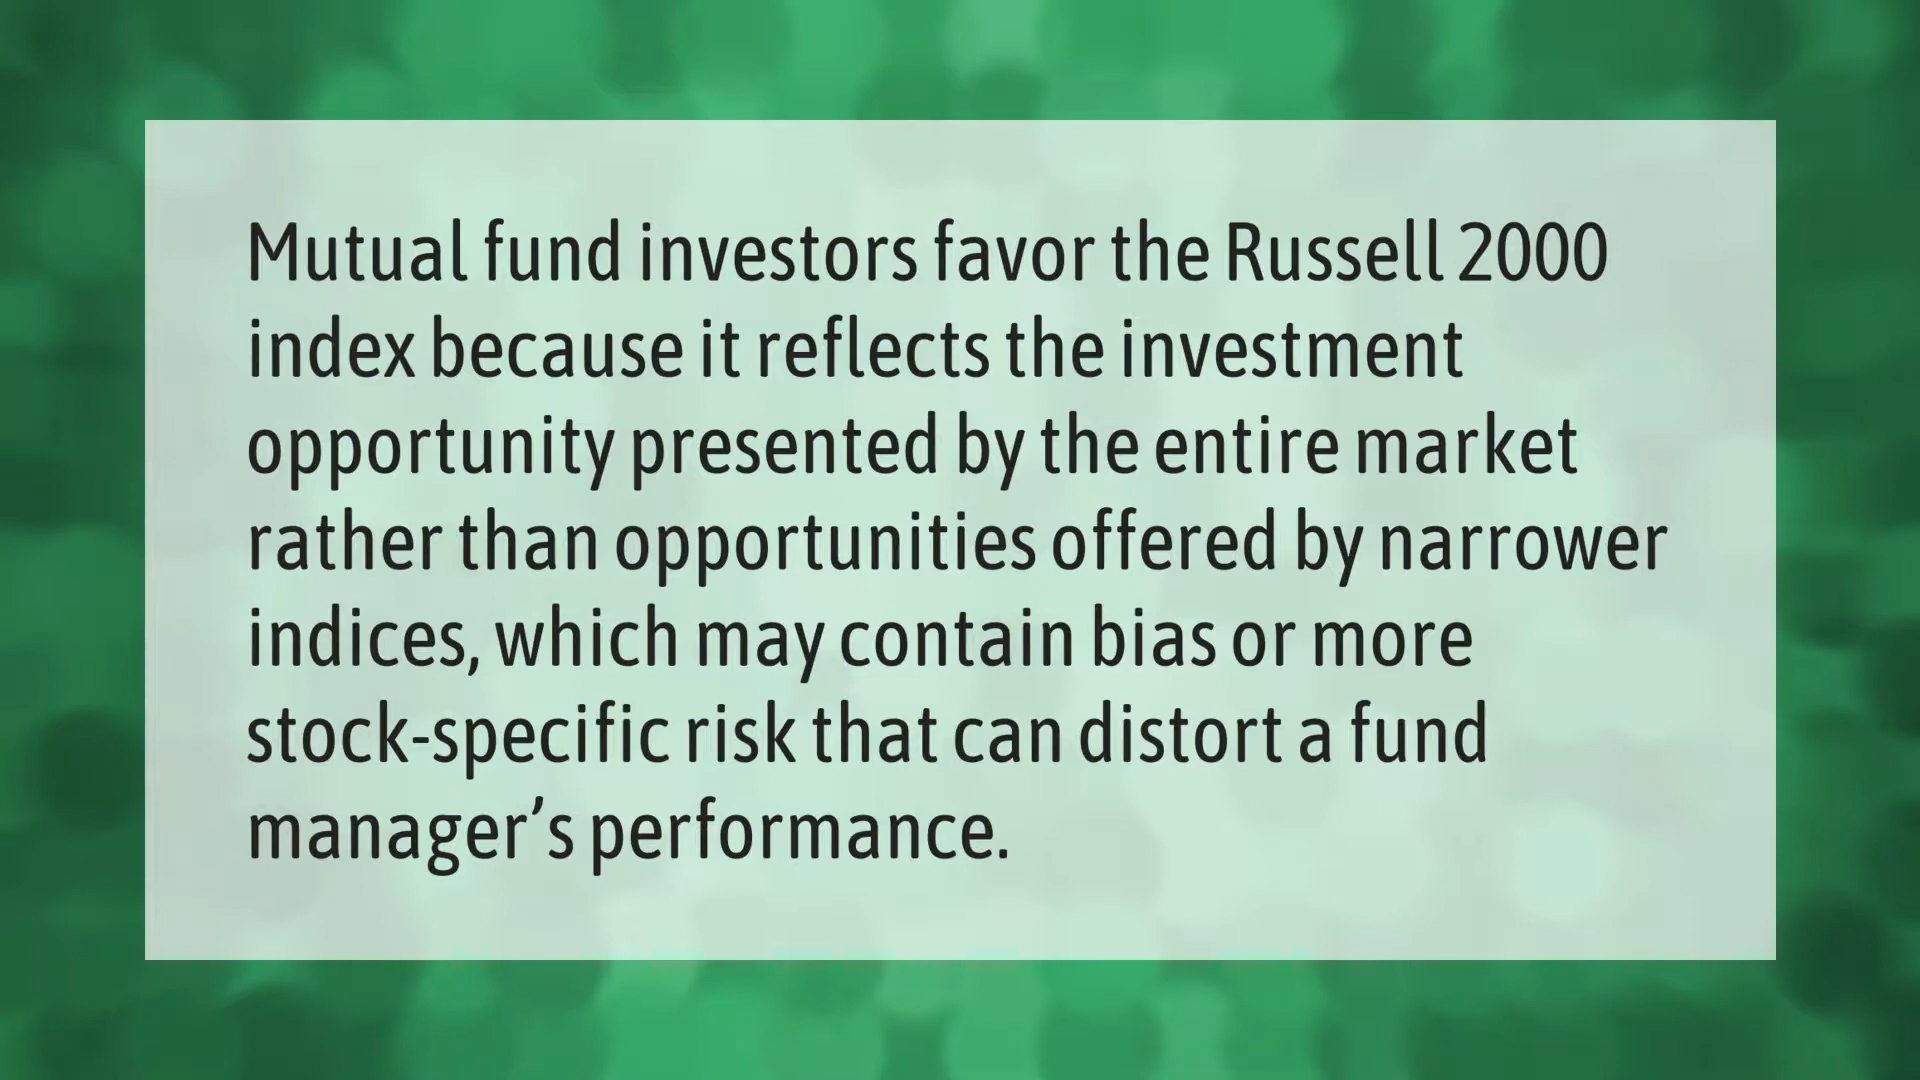 Mutual fund investors favor the Russell 2000
index because it reflects the investment
opportunity presented by the entire market
rather than opportunities offered by narrower
indices, which may contain bias or more
stock-specific risk that can distort a fund
manager’s performance.